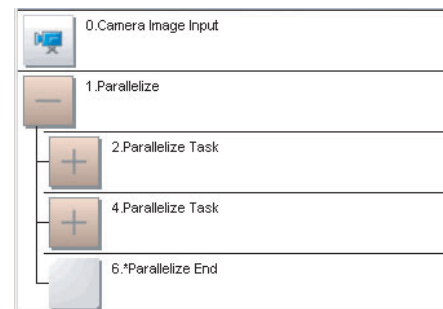 0.Camera Image Input
1.Parallelize
2.Parallelize Task
4.Parallelize Task
6.*Parallelize End